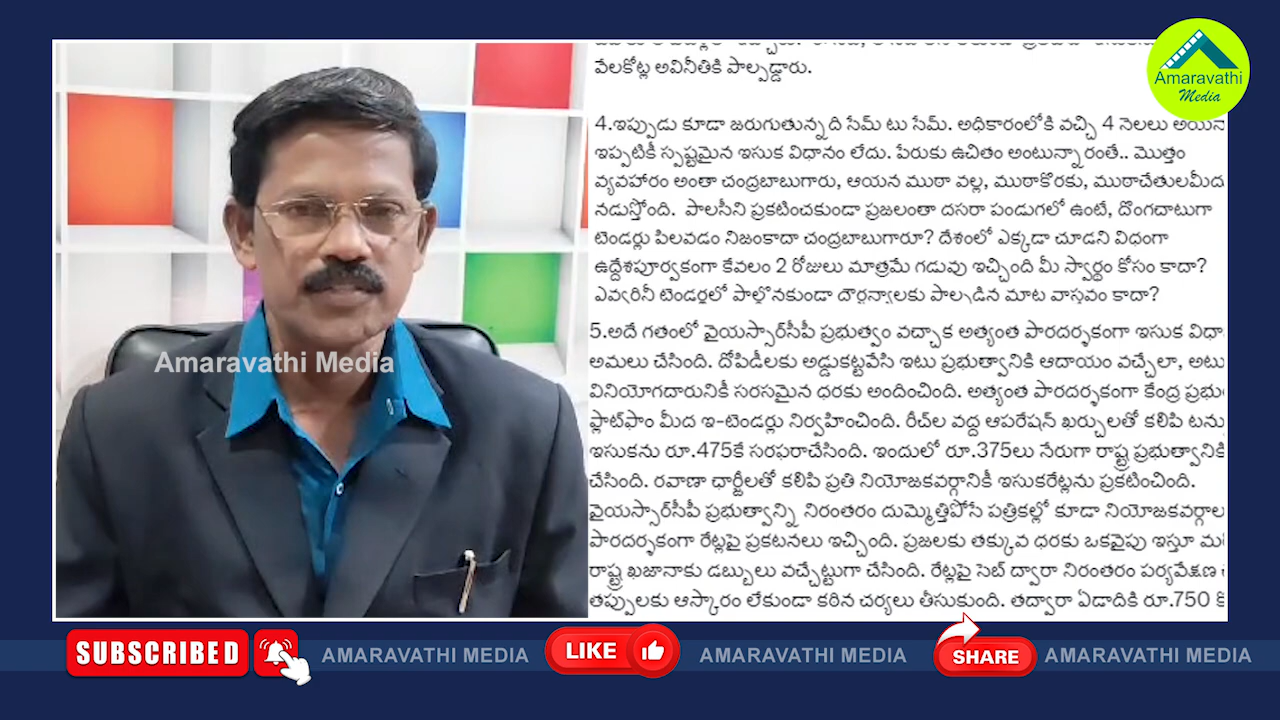 వేలకోట్ల అవినీతికి పాల్పడ్డారు.
4.ఇప్పుడు కూడా జరుగుతున్నది సేమ్ టు సేమ్. అధికారంలోకి వచ్చి 4 నెలలు
ఇప్పటికీ స్పష్టమైన ఇసుక విధానం లేదు. పేరుకు ఉచితం అంటున్నారంతే.. మొత్తం
వ్యవహారం అంతా చంద్రబాబుగారు, ఆయన ముఠా వల్ల, ముఠాకొరకు, ముఠాచేతులమీద
నడుస్తోంది. పాలసీని ప్రకటించకుండా ప్రజలంతా దసరా పండుగలో ఉంటే, దొంగచాటుగా
టెండర్లు పిలవడం నిజంకాదా చంద్రబాబుగారూ? దేశంలో ఎక్కడా చూడని విధంగా
ఉద్దేశపూర్వకంగా కేవలం 2 రోజులు మాత్రమే గడువు ఇచ్చింది మీ స్వార్థం కోసం కాదా?
ఎవ్వరినీ టెండర్లలో పాల్గొనకుండా దౌర్జన్యాలకు పాల్పడిన మాట వాస్తవం కాదా?
5.అదే గతంలో వైయస్సార్‌సీపీ ప్రభుత్వం వచ్చాక అత్యంత పారదర్శకంగా ఇసుక
అమలు చేసింది. దోపిడీలకు అడ్డుకట్టవేసి ఇటు ప్రభుత్వానికి ఆదాయం వచ్చేలా, అటు
వినియోగదారునికీ సరసమైన ధరకు అందించింది. అత్యంత పారదర్శకంగా కేంద్ర
ప్లాట్‌ఫాం మీద ఇ-టెండర్లు నిర్వహించింది. రీచ్‌ల వద్ద ఆపరేషన్ ఖర్చులతో కలిపి
ఇసుకను రూ.475కే సరఫరాచేసింది. ఇందులో రూ.375లు నేరుగా రాష్ట్ర ప్రభుత్వానికి
చేసింది. రవాణా ఛార్జీలతో కలిపి ప్రతి నియోజకవర్గానికీ ఇసుకరేట్లను ప్రకటించింది.
వైయస్సార్‌సీపీ ప్రభుత్వాన్ని నిరంతరం దుమ్మెత్తిపోసే పత్రికల్లో కూడా నియోజకవర్గాల
పారదర్శకంగా రేట్లపై ప్రకటనలు ఇచ్చింది. ప్రజలకు తక్కువ ధరకు ఒకవైపు ఇస్తూ
రాష్ట్ర ఖజానాకు డబ్బులు వచ్చేట్టుగా చేసింది. రేట్లపై సెబ్ ద్వారా నిరంతరం పర్యవేక్షణ
తప్పులకు ఆస్కారం లేకుండా కఠిన చర్యలు తీసుకుంది. తద్వారా ఏడాదికి రూ.750
Amaravathi
Media
Amaravathi Media
SUBSCRIBED
AMARAVATHI MEDIA
LIKE
AMARAVATHI MEDIA
SHARE
AMARAVATHI MEDIA